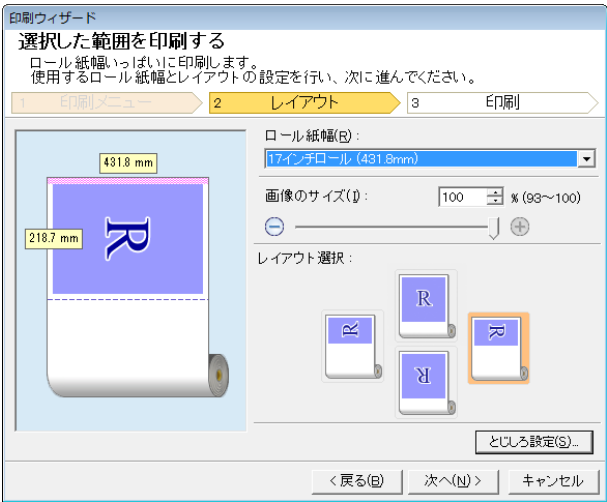 印刷ウィザード
選択した範囲を印刷する
ロール紙幅いっぱいに印刷します。
使用するロール紙幅とレイアウトの設定を行い、次に進んでください。
1 印刷メニュー 2 レイアウト 3 印刷
ロール紙幅(R):
17インチロール (431.8mm)
431.8 mm
画像のサイズ(I): 100 % (93～100)
218.7 mm
R
レイアウト選択:
R
R
R
R
とじしろ設定(S)...
<戻る(B) 次へ(N)> キャンセル